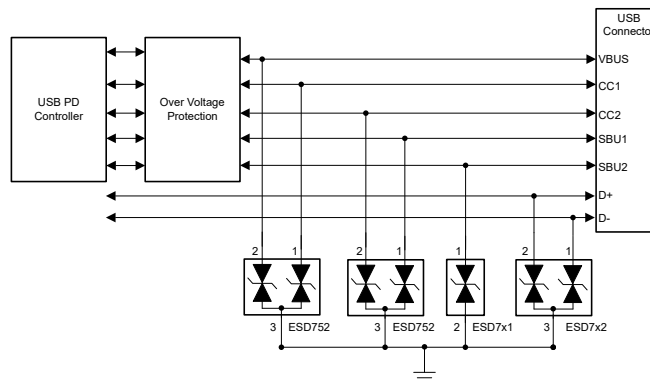 USB
Connecto
USB PD
Controller
Over Voltage
Protection
VBUS
CC1
CC2
SBU1
SBU2
D+
D-
2 1
2 1
1
2 1
3 ESD752
3 ESD752
2 ESD7x1
3 ESD7x2